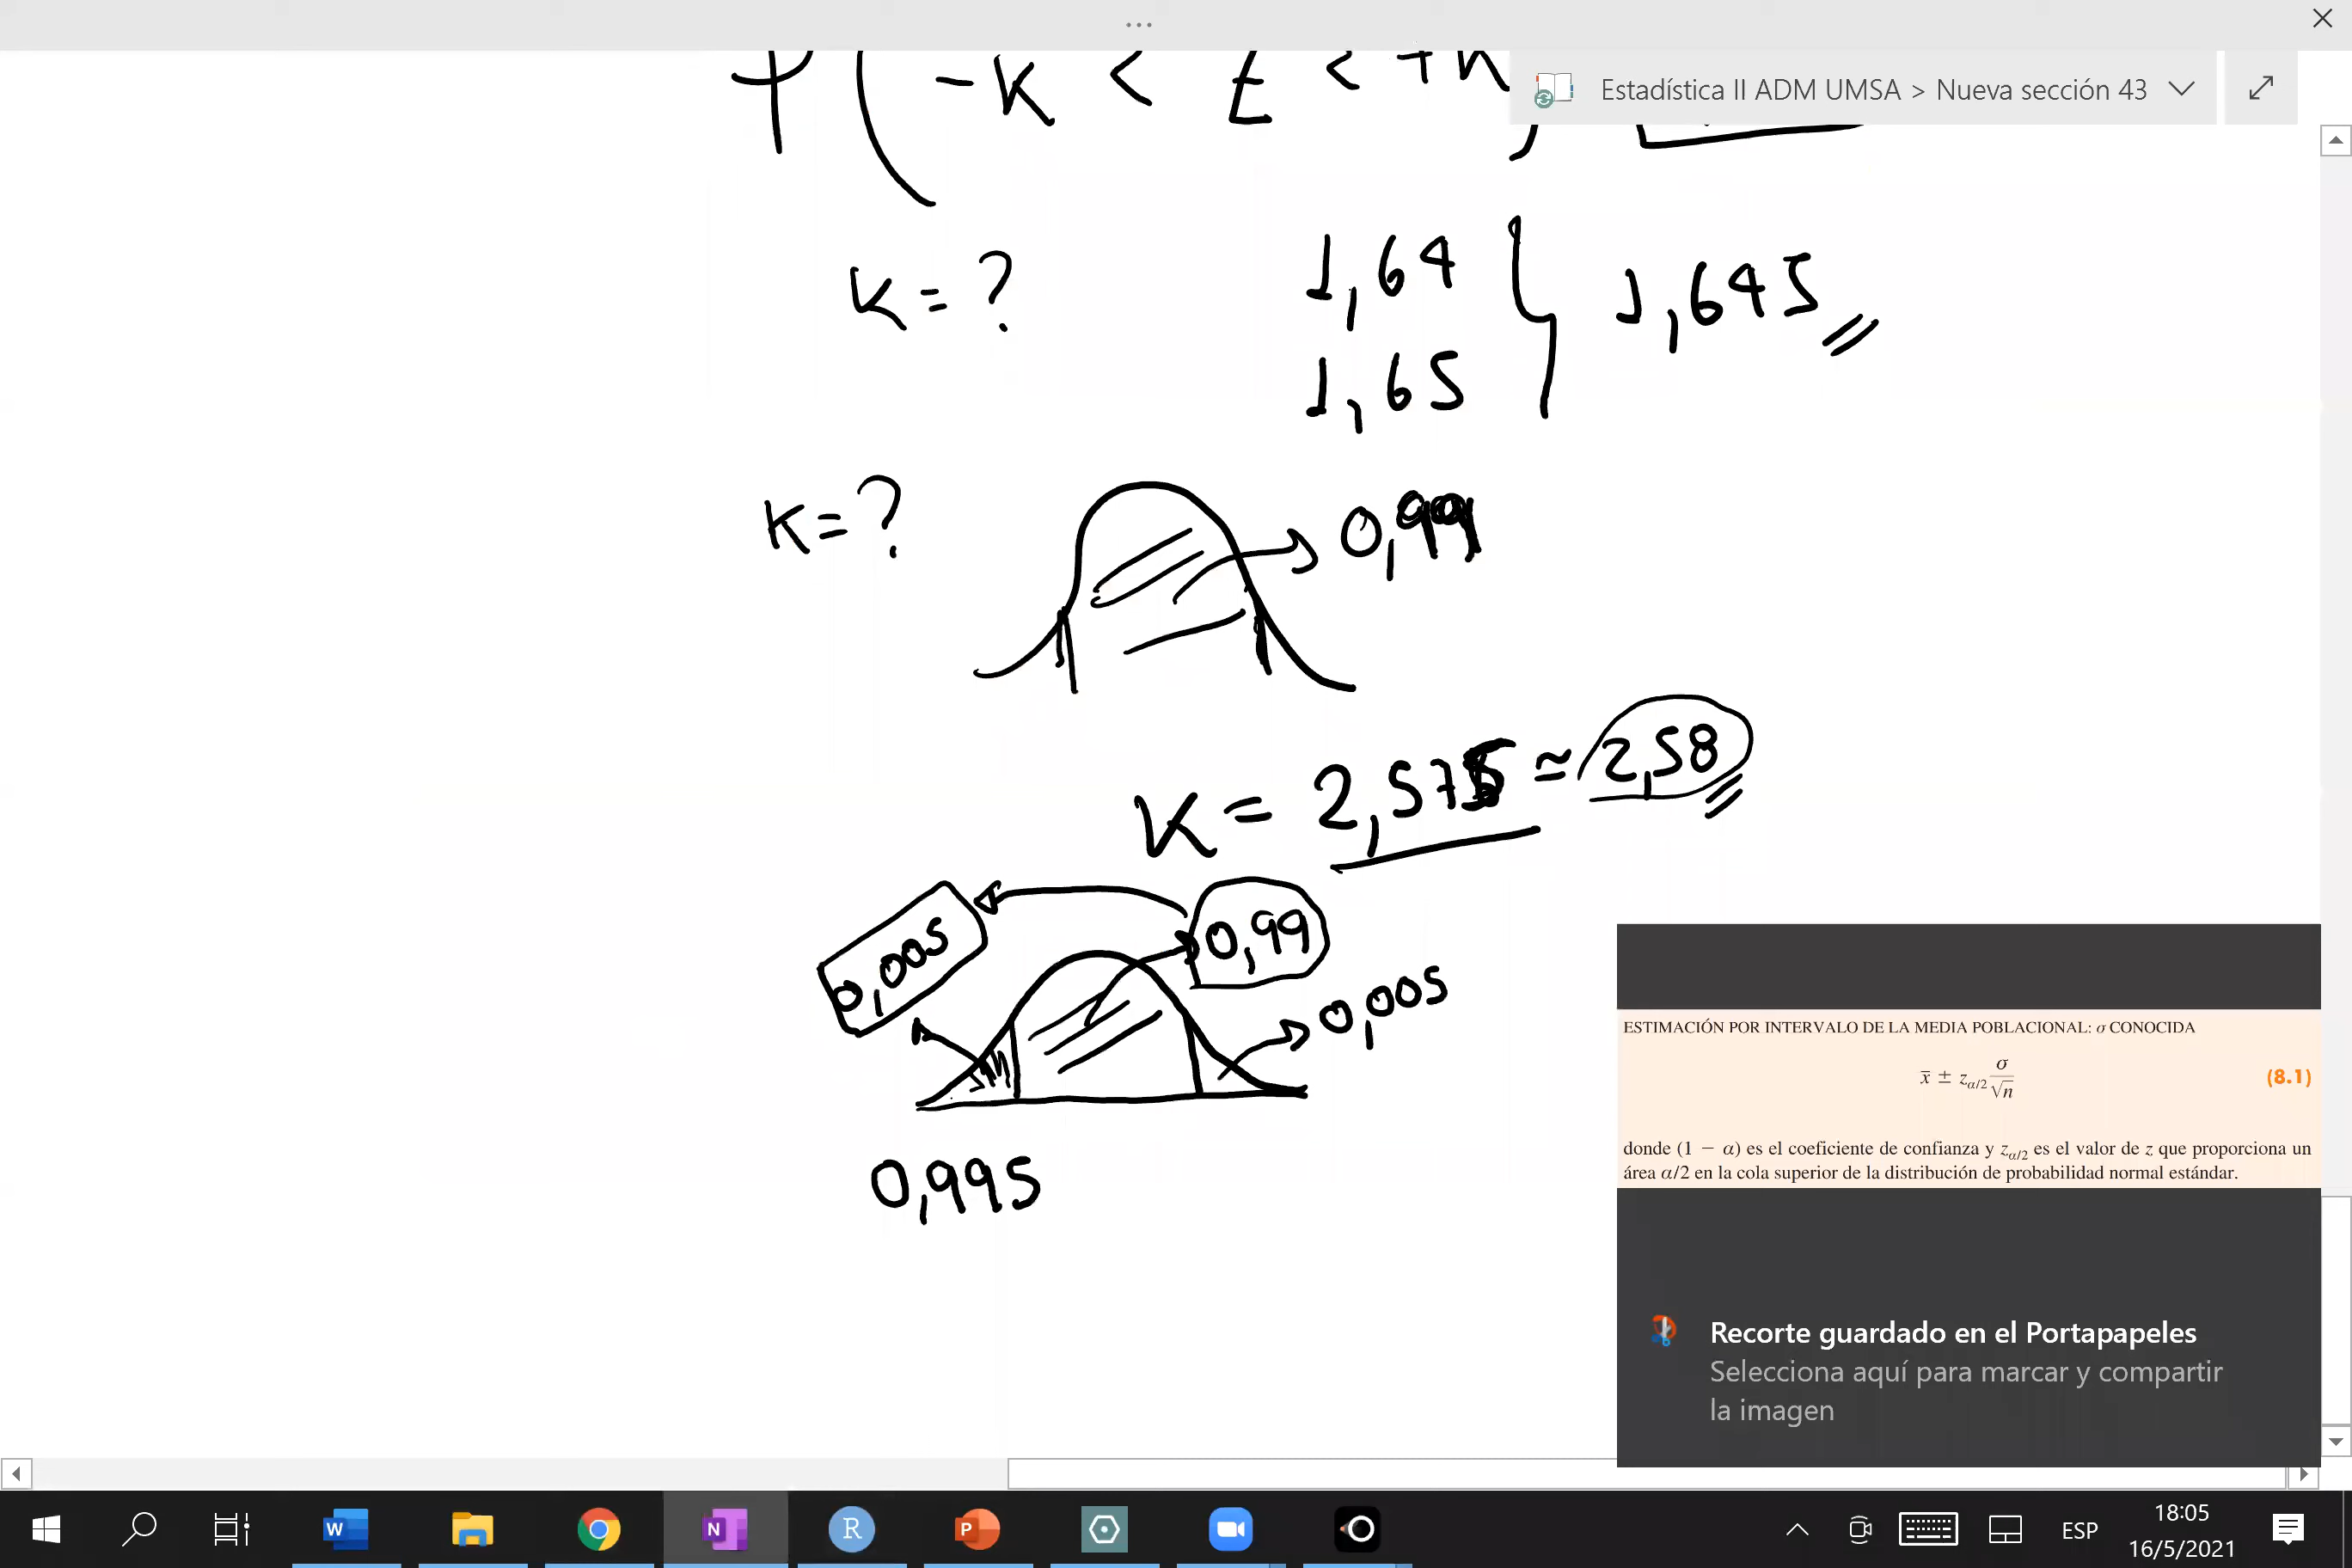 P(-K < Z < +K)
Estadística II ADM UMSA > Nueva sección 43
K = ?
1,64
1,65
1,645
K = ?
0,99
K = 2,575 ≃ 2,58
0,005
0,99
0,005
0,995
ESTIMACIÓN POR INTERVALO DE LA MEDIA POBLACIONAL: σ CONOCIDA
x̄ ± z_{α/2} σ/√n (8.1)
donde (1 − α) es el coeficiente de confianza y z_{α/2} es el valor de z que proporciona un
área α/2 en la cola superior de la distribución de probabilidad normal estándar.
Recorte guardado en el Portapapeles
Selecciona aquí para marcar y compartir
la imagen
W
N
R
P
ESP
18:05
16/5/2021